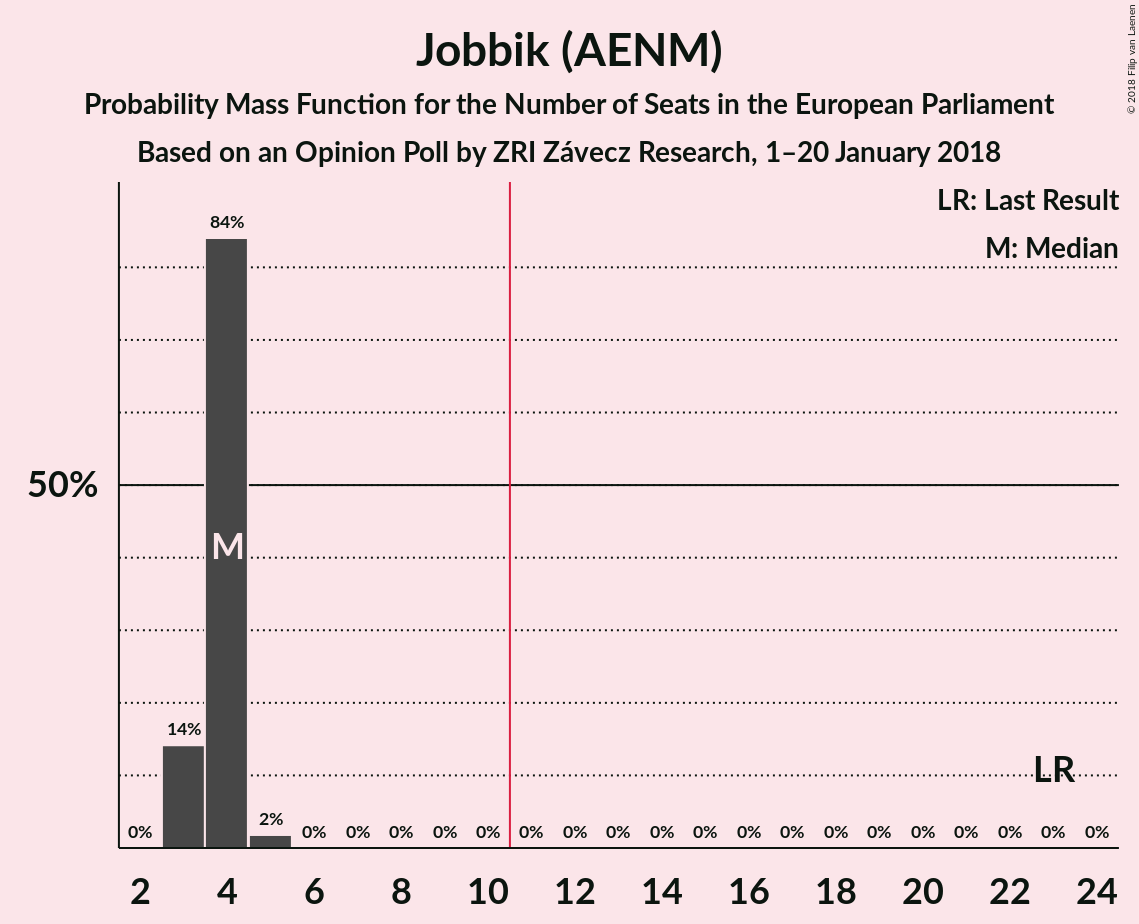 Jobbik (AENM)
Probability Mass Function for the Number of Seats in the European Parliament
Based on an Opinion Poll by ZRI Závecz Research, 1–20 January 2018
© 2018 Filip van Laenen
LR: Last Result
M: Median
84%
50%
M
14%
LR
2%
0% 0% 0% 0% 0% 0% 0% 0% 0% 0% 0% 0% 0% 0% 0% 0% 0% 0% 0% 0%
2 4 6 8 10 12 14 16 18 20 22 24